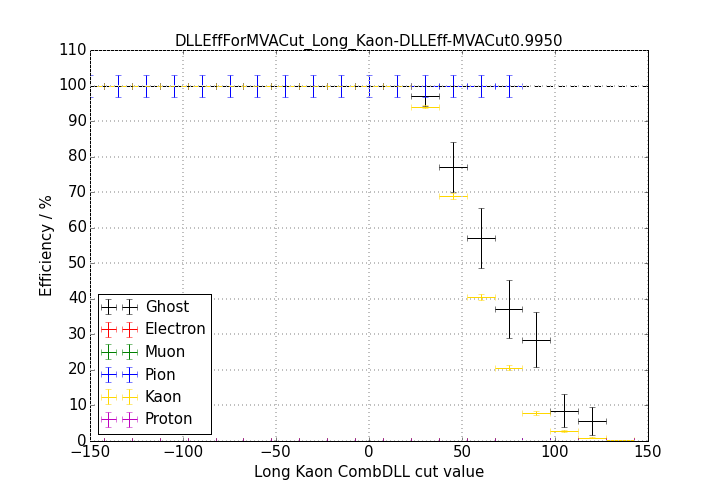 DLLEffForMVACut_Long_Kaon-DLLEff-MVACut0.9950
110
100
90
80
70
60
50
40
30
20
10
0
Efficiency / %
Ghost
Electron
Muon
Pion
Kaon
Proton
−150 −100 −50 0 50 100 150
Long Kaon CombDLL cut value